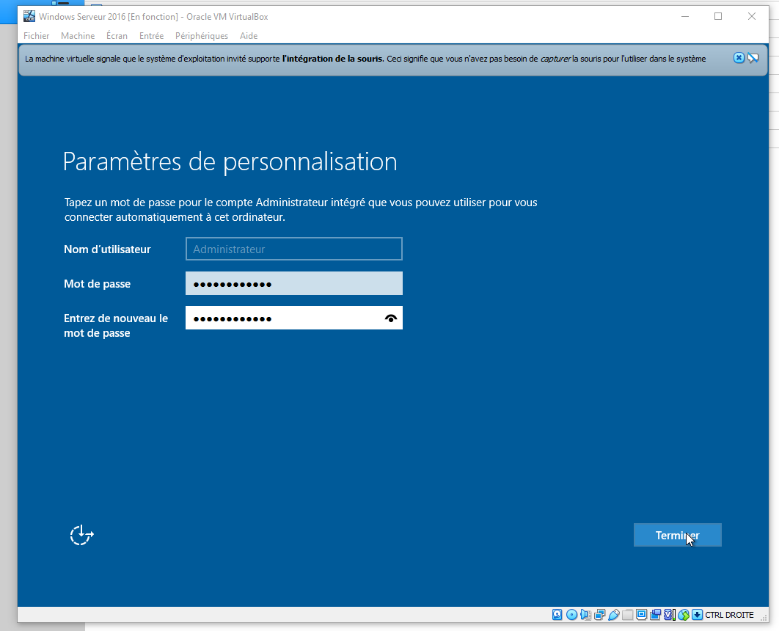 Windows Serveur 2016 [En fonction] - Oracle VM VirtualBox
Fichier Machine Écran Entrée Périphériques Aide
La machine virtuelle signale que le système d'exploitation invité supporte l'intégration de la souris. Ceci signifie que vous n'avez pas besoin de capturer la souris pour l'utiliser dans le système
Paramètres de personnalisation
Tapez un mot de passe pour le compte Administrateur intégré que vous pouvez utiliser pour vous
connecter automatiquement à cet ordinateur.
Nom d'utilisateur Administrateur
Mot de passe ••••••••••••
Entrez de nouveau le ••••••••••••
mot de passe
Terminer
CTRL DROITE